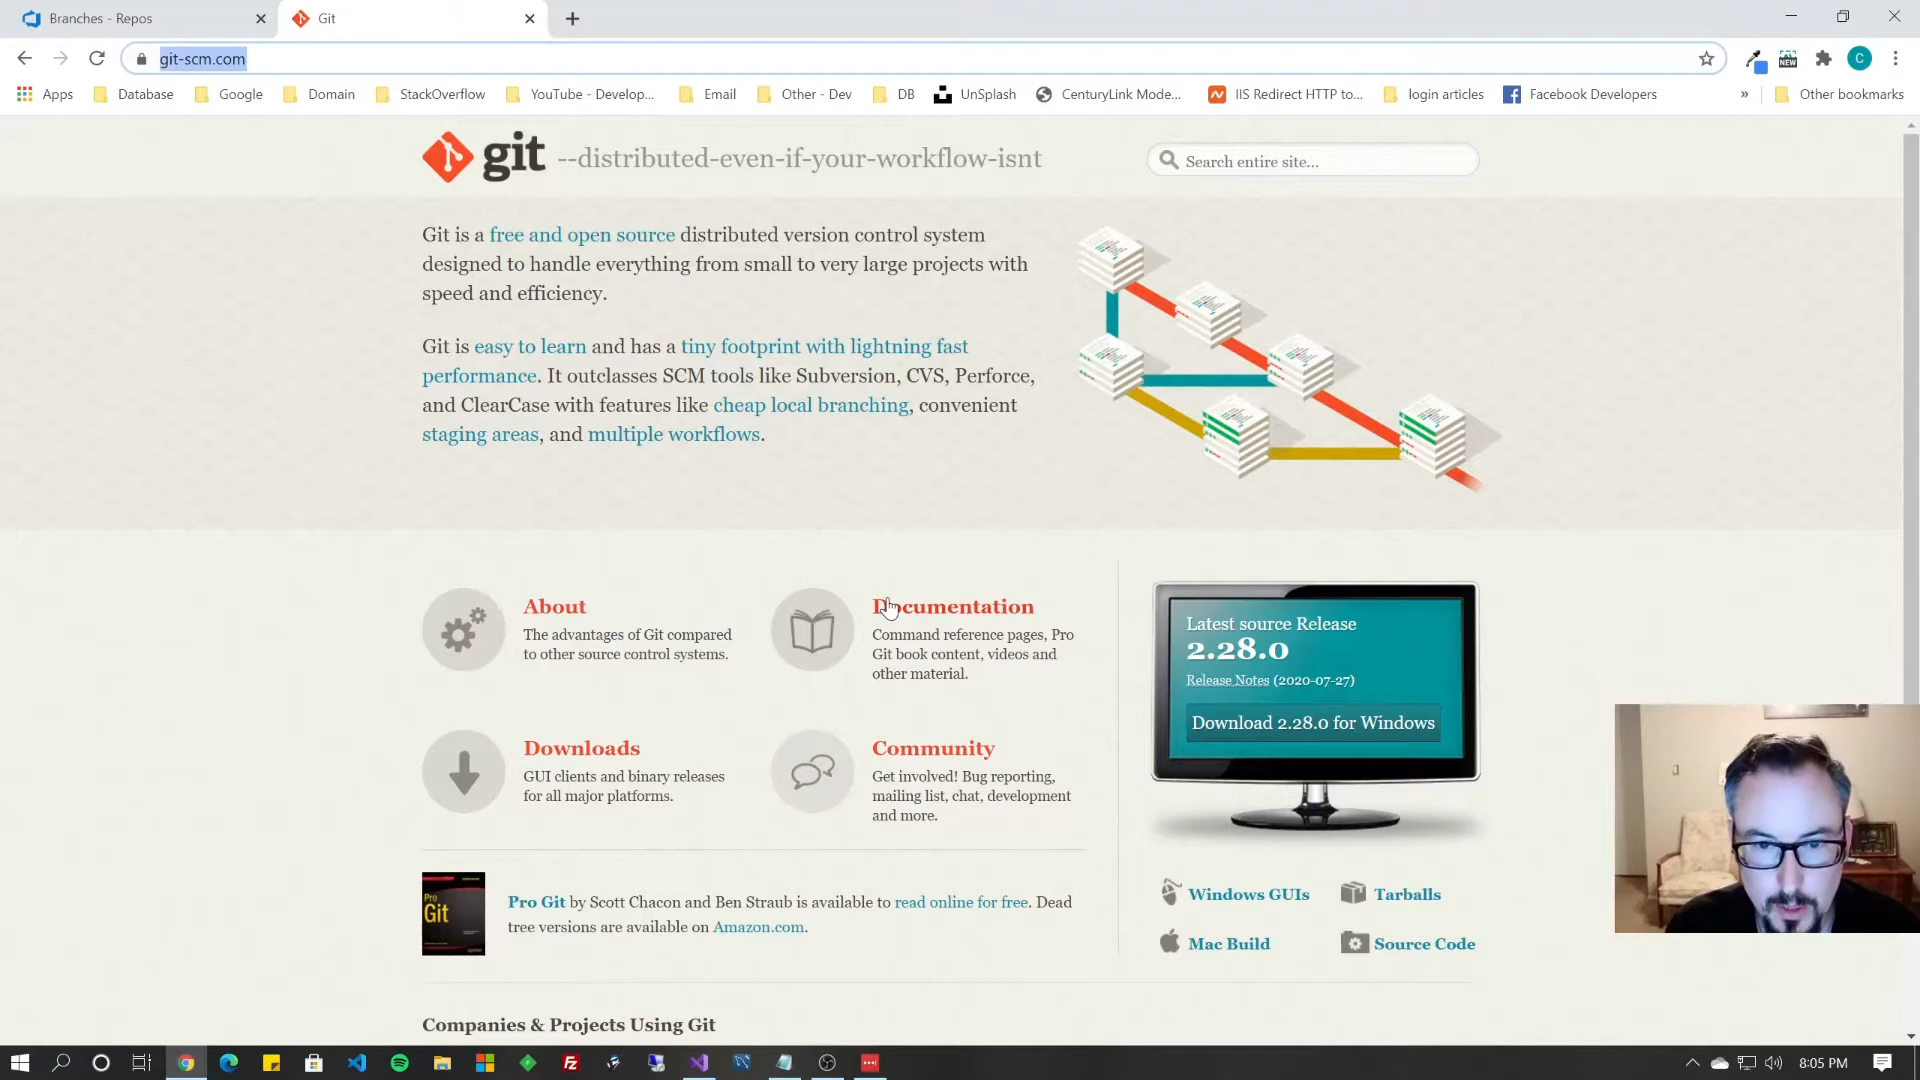 Branches - Repos
Git
git-scm.com
NEW
C
Apps
Database
Google
Domain
StackOverflow
YouTube - Develop...
Email
Other - Dev
DB
UnSplash
CenturyLink Mode...
IIS Redirect HTTP to...
login articles
Facebook Developers
»
Other bookmarks
git --distributed-even-if-your-workflow-isnt
Search entire site...
Git is a free and open source distributed version control system
designed to handle everything from small to very large projects with
speed and efficiency.
Git is easy to learn and has a tiny footprint with lightning fast
performance. It outclasses SCM tools like Subversion, CVS, Perforce,
and ClearCase with features like cheap local branching, convenient
staging areas, and multiple workflows.
About
The advantages of Git compared
to other source control systems.
Documentation
Command reference pages, Pro
Git book content, videos and
other material.
Downloads
GUI clients and binary releases
for all major platforms.
Community
Get involved! Bug reporting,
mailing list, chat, development
and more.
Latest source Release
2.28.0
Release Notes (2020-07-27)
Download 2.28.0 for Windows
Pro
Git
Pro Git by Scott Chacon and Ben Straub is available to read online for free. Dead
tree versions are available on Amazon.com.
Windows GUIs
Tarballs
Mac Build
Source Code
Companies & Projects Using Git
Fz
8:05 PM